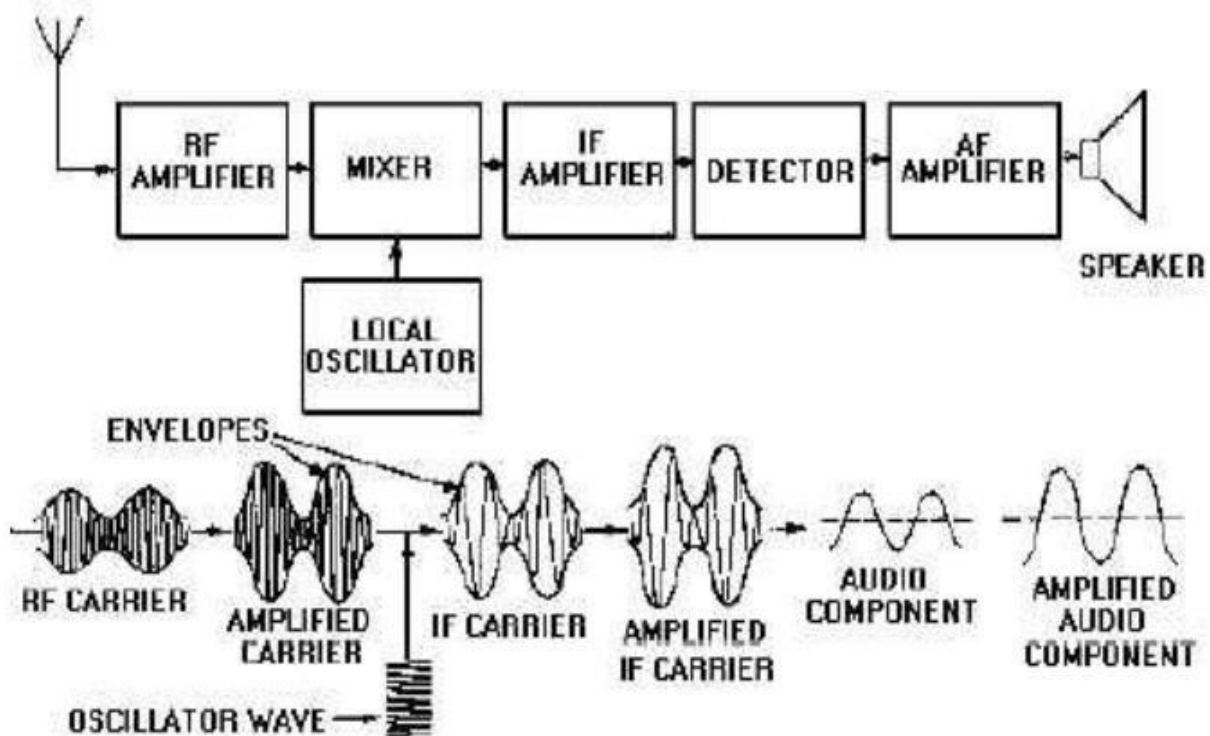 RF
AMPLIFIER
MIXER
IF
AMPLIFIER
DETECTOR
AF
AMPLIFIER
SPEAKER
LOCAL
OSCILLATOR
ENVELOPES
RF CARRIER
AMPLIFIED
CARRIER
IF CARRIER
AMPLIFIED
IF CARRIER
AUDIO
COMPONENT
AMPLIFIED
AUDIO
COMPONENT
OSCILLATOR WAVE